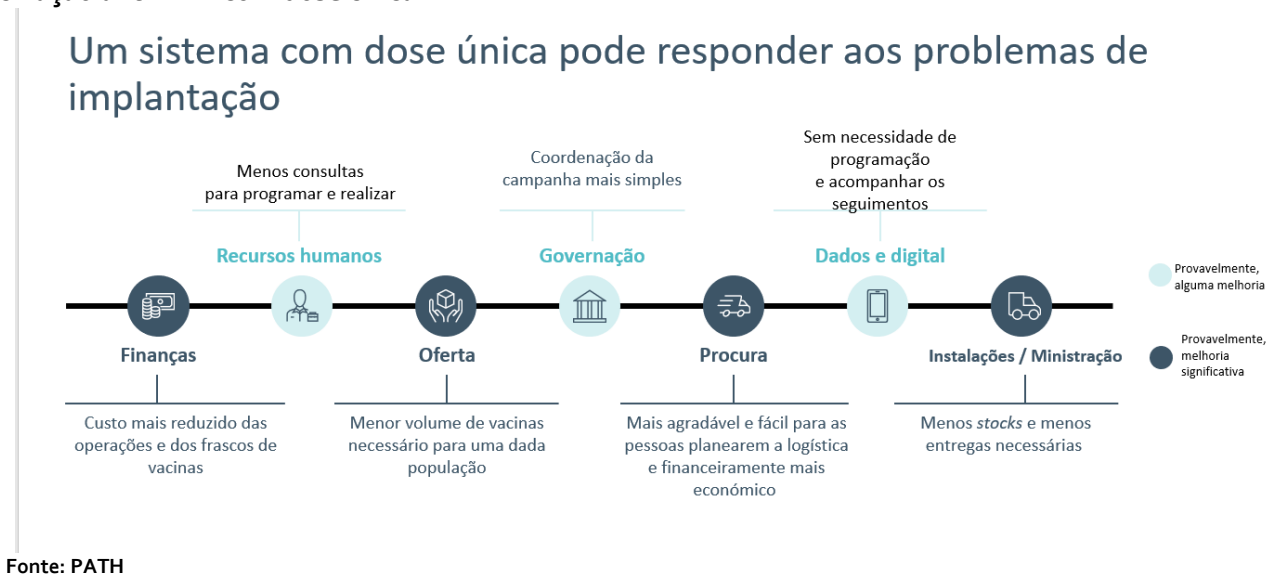 Um sistema com dose única pode responder aos problemas de
implantação
Menos consultas
para programar e realizar
Coordenação da
campanha mais simples
Sem necessidade de
programação
e acompanhar os
seguimentos
Recursos humanos
Governação
Dados e digital
Provavelmente,
alguma melhoria
Provavelmente,
melhoria
significativa
Finanças
Oferta
Procura
Instalações / Ministração
Custo mais reduzido das
operações e dos frascos de
vacinas
Menor volume de vacinas
necessário para uma dada
população
Mais agradável e fácil para as
pessoas planearem a logística
e financeiramente mais
económico
Menos stocks e menos
entregas necessárias
Fonte: PATH